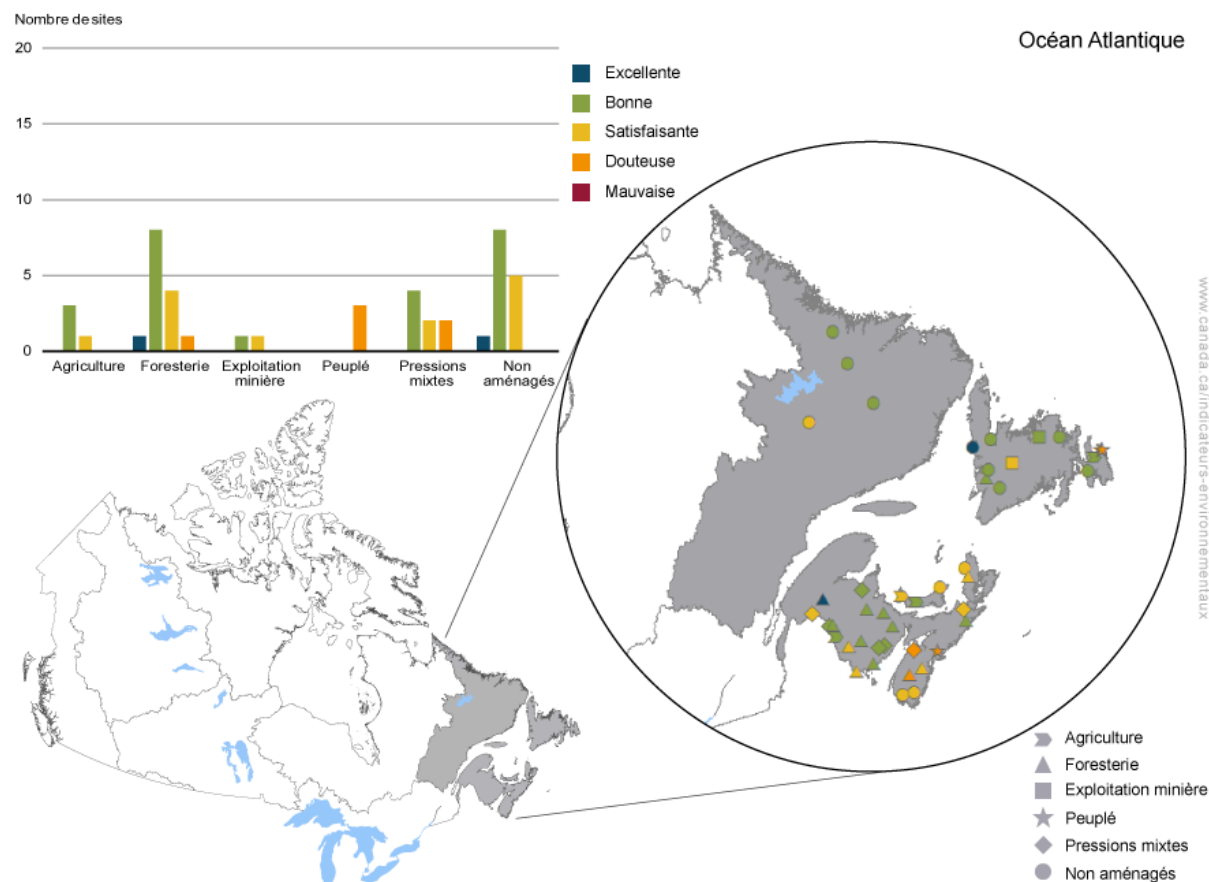 Nombre de sites
20
15
10
5
0
Agriculture
Foresterie
Exploitation
minière
Peuplé
Pressions
mixtes
Non
aménagés
Excellente
Bonne
Satisfaisante
Douteuse
Mauvaise
Océan Atlantique
www.canada.ca/indicateurs-environnementaux
Agriculture
Foresterie
Exploitation minière
Peuplé
Pressions mixtes
Non aménagés